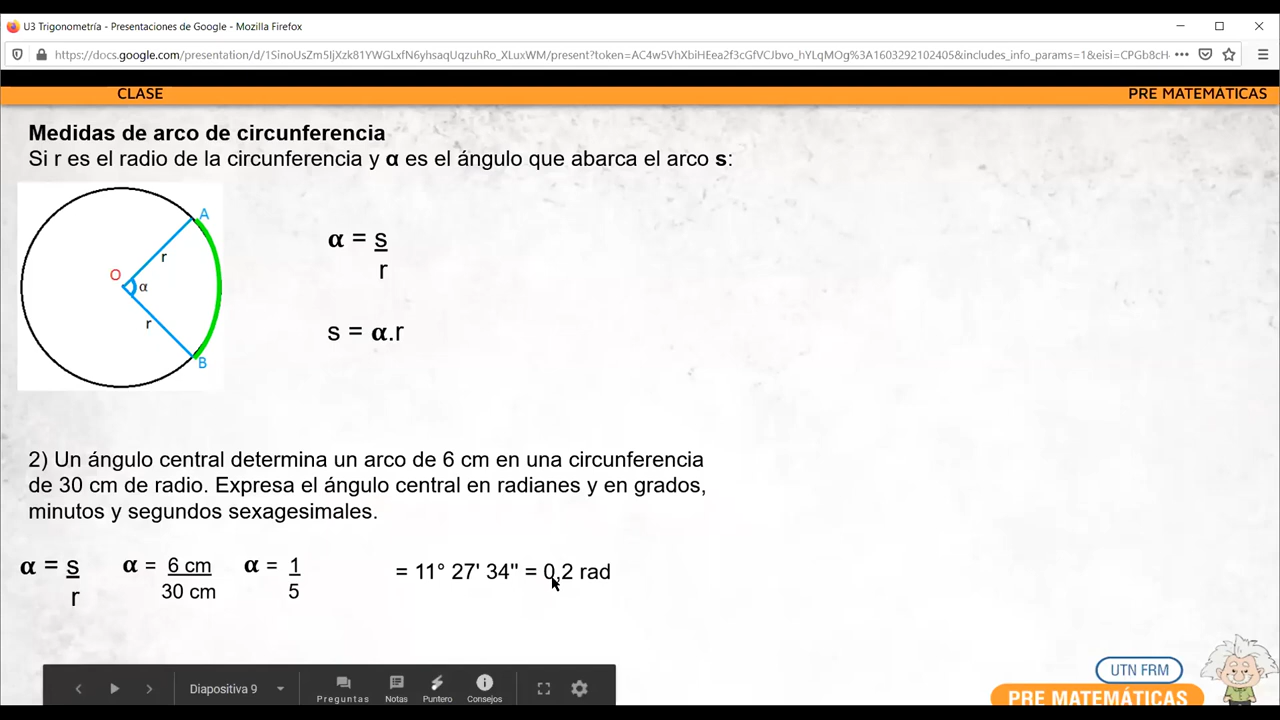 U3 Trigonometría - Presentaciones de Google - Mozilla Firefox
https://docs.google.com/presentation/d/1SinoUsZm5IjXzk81YWGLxfN6yhsaqUqzuhRo_XLuxWM/present?token=AC4w5VhXbiHEea2f3cGfVCJbvo_hYLqMOg%3A1603292102405&includes_info_params=1&eisi=CPGb8cH-
CLASE
PRE MATEMÁTICAS
Medidas de arco de circunferencia
Si r es el radio de la circunferencia y α es el ángulo que abarca el arco s:
A
r
O
α
r
B
α = s
r
s = α.r
2) Un ángulo central determina un arco de 6 cm en una circunferencia
de 30 cm de radio. Expresa el ángulo central en radianes y en grados,
minutos y segundos sexagesimales.
α = s
r
α = 6 cm
30 cm
α = 1
5
= 11° 27' 34'' = 0,2 rad
Diapositiva 9
Preguntas
Notas
Puntero
Consejos
UTN FRM
PRE MATEMÁTICAS